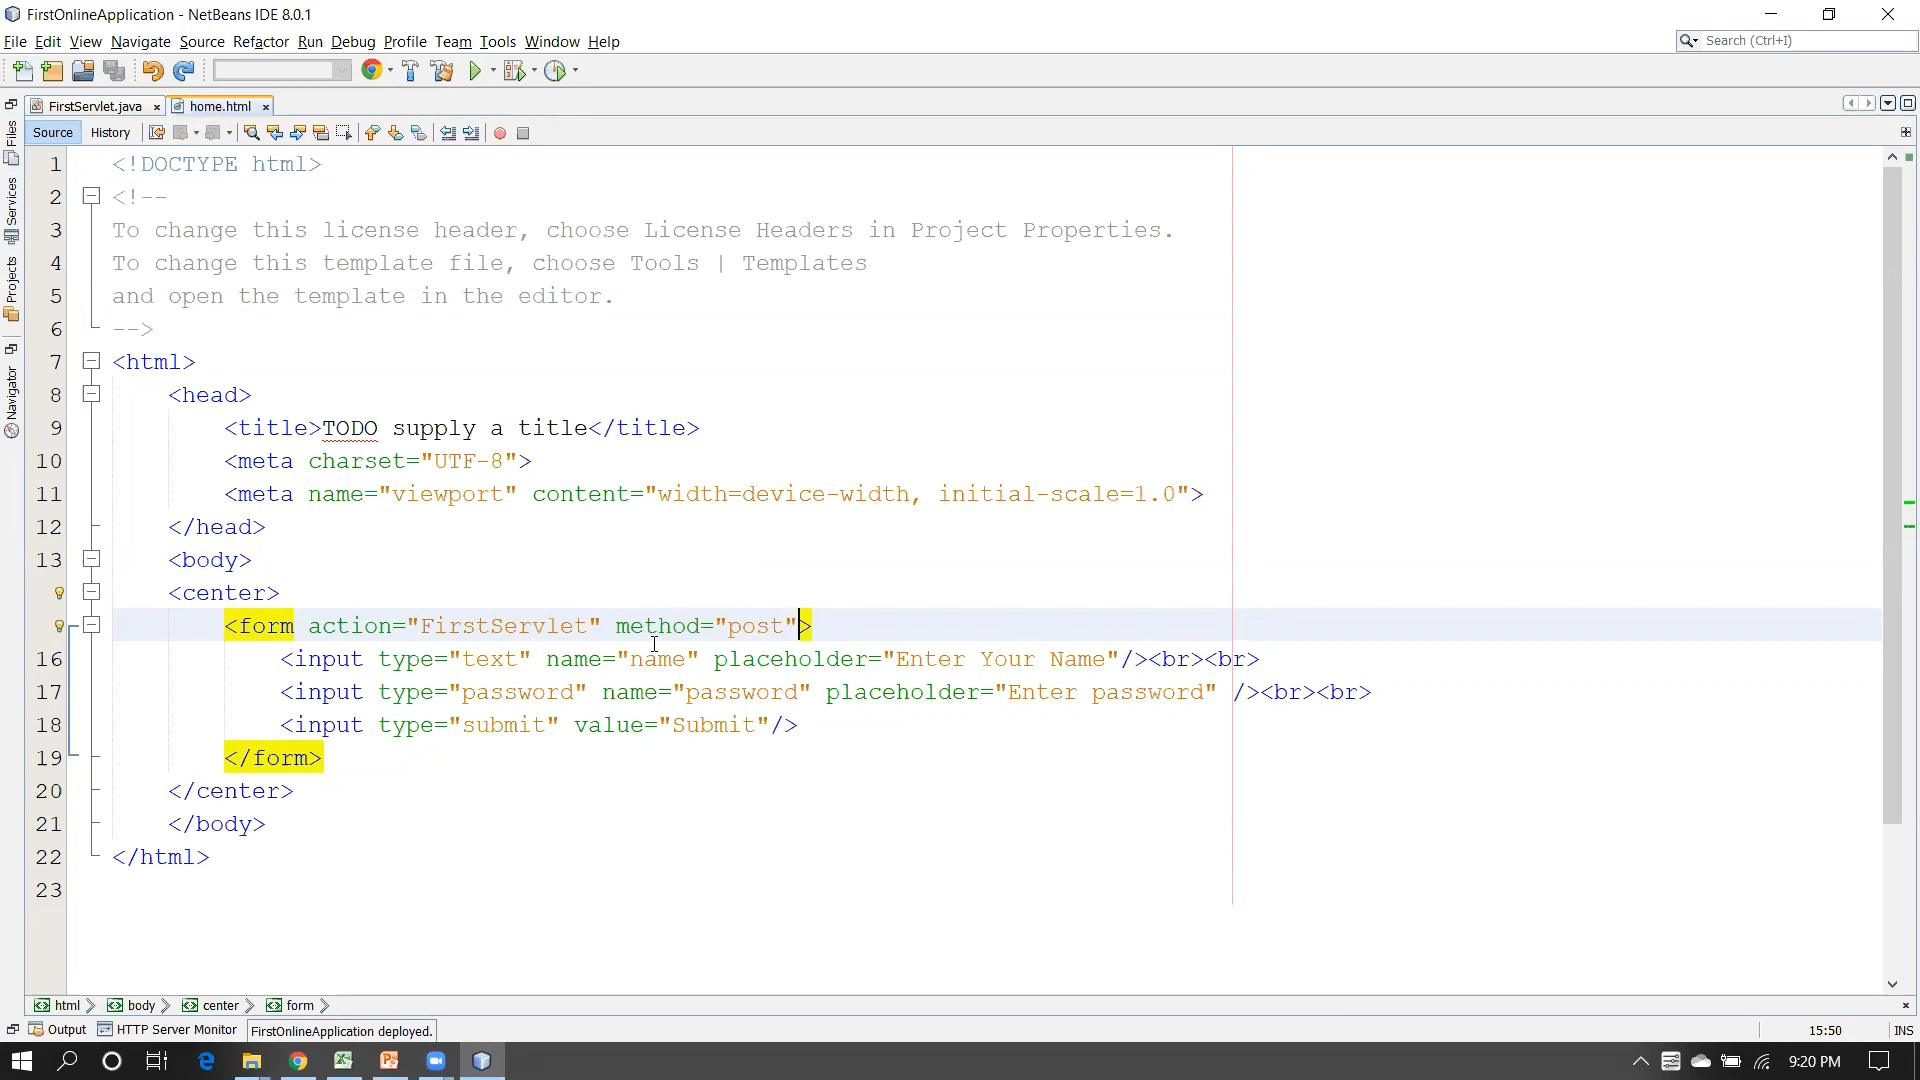 FirstOnlineApplication - NetBeans IDE 8.0.1
File Edit View Navigate Source Refactor Run Debug Profile Team Tools Window Help
Search (Ctrl+I)
FirstServlet.java
home.html
Source History
Files
Services
Projects
Navigator
1 <!DOCTYPE html>
2 <!--
3 To change this license header, choose License Headers in Project Properties.
4 To change this template file, choose Tools | Templates
5 and open the template in the editor.
6 -->
7 <html>
8 <head>
9 <title>TODO supply a title</title>
10 <meta charset="UTF-8">
11 <meta name="viewport" content="width=device-width, initial-scale=1.0">
12 </head>
13 <body>
<center>
<form action="FirstServlet" method="post">
16 <input type="text" name="name" placeholder="Enter Your Name"/><br><br>
17 <input type="password" name="password" placeholder="Enter password" /><br><br>
18 <input type="submit" value="Submit"/>
19 </form>
20 </center>
21 </body>
22 </html>
23
html body center form
Output HTTP Server Monitor FirstOnlineApplication deployed. 15:50 INS
9:20 PM